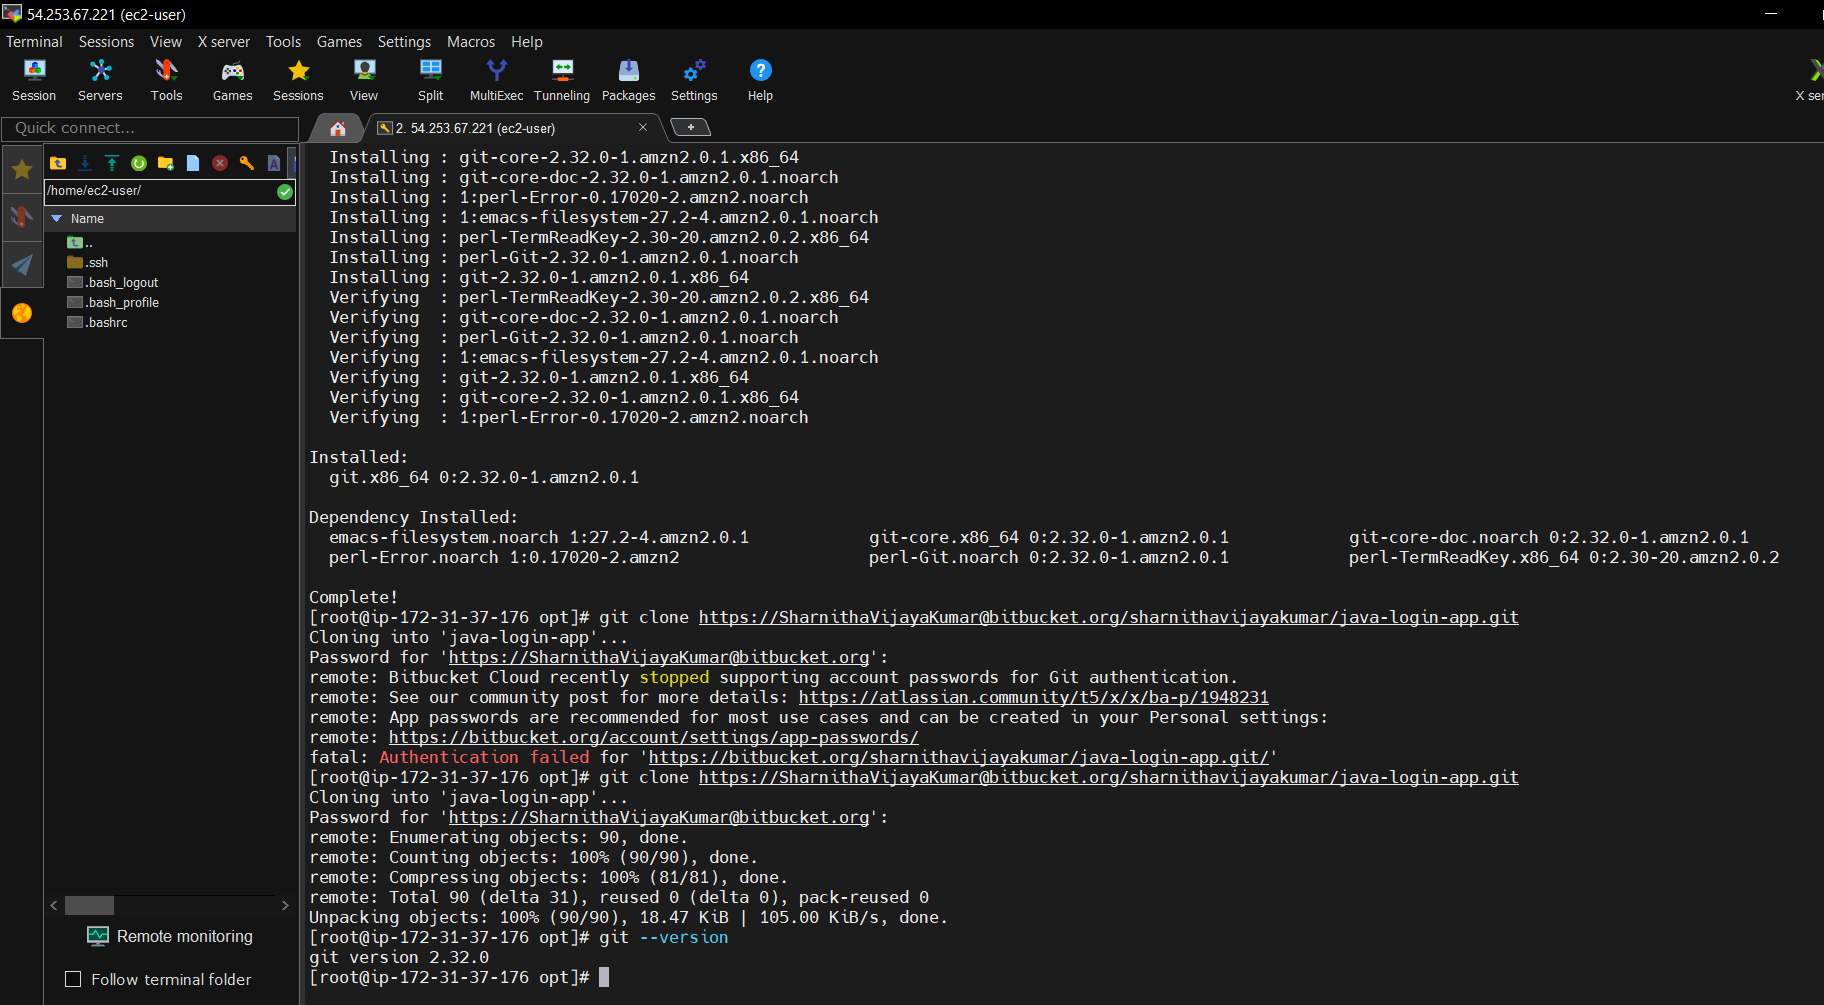 54.253.67.221 (ec2-user)
Terminal Sessions View X server Tools Games Settings Macros Help
Session Servers Tools Games Sessions View Split MultiExec Tunneling Packages Settings Help
Quick connect...
2. 54.253.67.221 (ec2-user)
/home/ec2-user/
Name
..
.ssh
.bash_logout
.bash_profile
.bashrc
Remote monitoring
Follow terminal folder
Installing : git-core-2.32.0-1.amzn2.0.1.x86_64
Installing : git-core-doc-2.32.0-1.amzn2.0.1.noarch
Installing : 1:perl-Error-0.17020-2.amzn2.noarch
Installing : 1:emacs-filesystem-27.2-4.amzn2.0.1.noarch
Installing : perl-TermReadKey-2.30-20.amzn2.0.2.x86_64
Installing : perl-Git-2.32.0-1.amzn2.0.1.noarch
Installing : git-2.32.0-1.amzn2.0.1.x86_64
Verifying : perl-TermReadKey-2.30-20.amzn2.0.2.x86_64
Verifying : git-core-doc-2.32.0-1.amzn2.0.1.noarch
Verifying : perl-Git-2.32.0-1.amzn2.0.1.noarch
Verifying : 1:emacs-filesystem-27.2-4.amzn2.0.1.noarch
Verifying : git-2.32.0-1.amzn2.0.1.x86_64
Verifying : git-core-2.32.0-1.amzn2.0.1.x86_64
Verifying : 1:perl-Error-0.17020-2.amzn2.noarch
Installed:
git.x86_64 0:2.32.0-1.amzn2.0.1
Dependency Installed:
emacs-filesystem.noarch 1:27.2-4.amzn2.0.1 git-core.x86_64 0:2.32.0-1.amzn2.0.1 git-core-doc.noarch 0:2.32.0-1.amzn2.0.1
perl-Error.noarch 1:0.17020-2.amzn2 perl-Git.noarch 0:2.32.0-1.amzn2.0.1 perl-TermReadKey.x86_64 0:2.30-20.amzn2.0.2
Complete!
[root@ip-172-31-37-176 opt]# git clone https://SharnithaVijayaKumar@bitbucket.org/sharnithavijayakumar/java-login-app.git
Cloning into 'java-login-app'...
Password for 'https://SharnithaVijayaKumar@bitbucket.org':
remote: Bitbucket Cloud recently stopped supporting account passwords for Git authentication.
remote: See our community post for more details: https://atlassian.community/t5/x/x/ba-p/1948231
remote: App passwords are recommended for most use cases and can be created in your Personal settings:
remote: https://bitbucket.org/account/settings/app-passwords/
fatal: Authentication failed for 'https://bitbucket.org/sharnithavijayakumar/java-login-app.git/'
[root@ip-172-31-37-176 opt]# git clone https://SharnithaVijayaKumar@bitbucket.org/sharnithavijayakumar/java-login-app.git
Cloning into 'java-login-app'...
Password for 'https://SharnithaVijayaKumar@bitbucket.org':
remote: Enumerating objects: 90, done.
remote: Counting objects: 100% (90/90), done.
remote: Compressing objects: 100% (81/81), done.
remote: Total 90 (delta 31), reused 0 (delta 0), pack-reused 0
Unpacking objects: 100% (90/90), 18.47 KiB | 105.00 KiB/s, done.
[root@ip-172-31-37-176 opt]# git --version
git version 2.32.0
[root@ip-172-31-37-176 opt]#